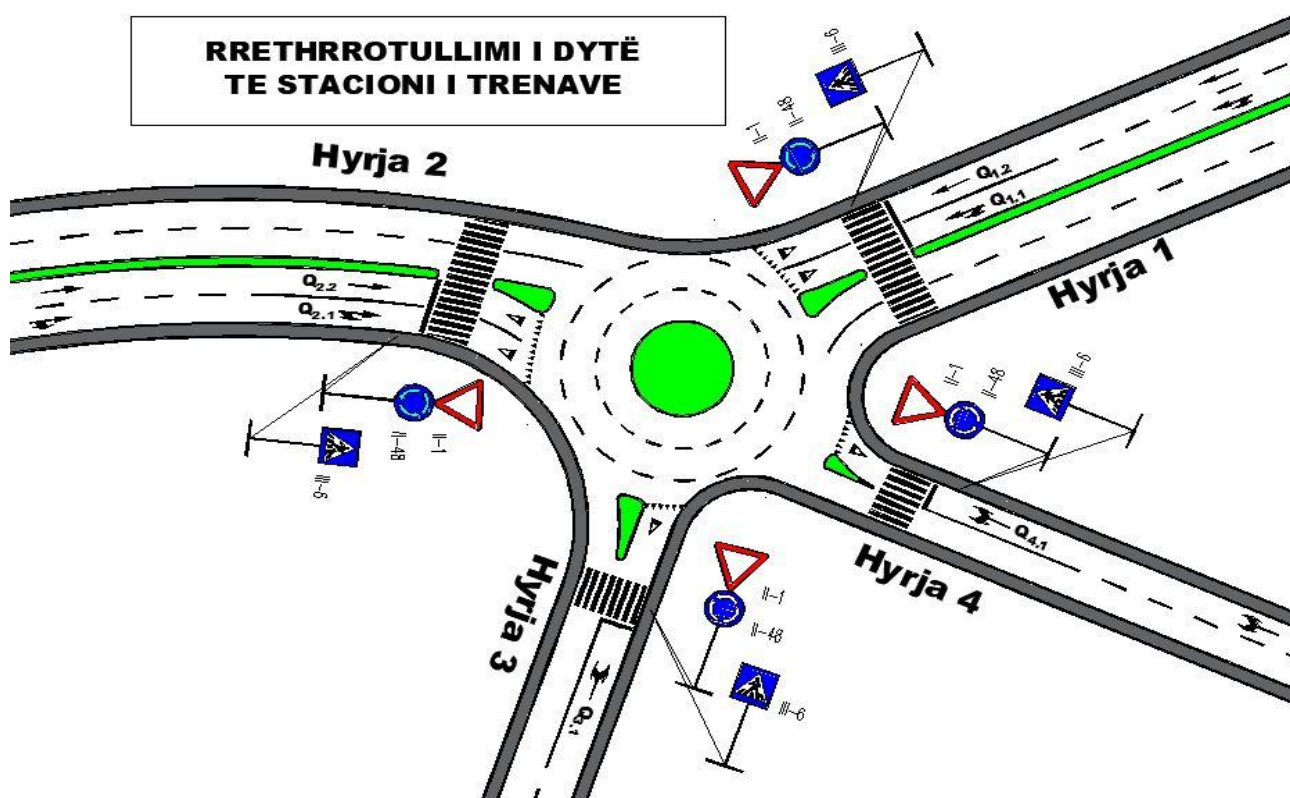 RRETHRROTULLIMI I DYTË
TE STACIONI I TRENAVE
Hyrja 2
III-6
II-48
II-1
Q1.2
Q1.1
Hyrja 1
Q2.2
Q2.1
II-1
II-48
III-6
II-1
II-48
III-6
Q4.1
Hyrja 4
Hyrja 3
II-1
II-48
III-6
Q3.1